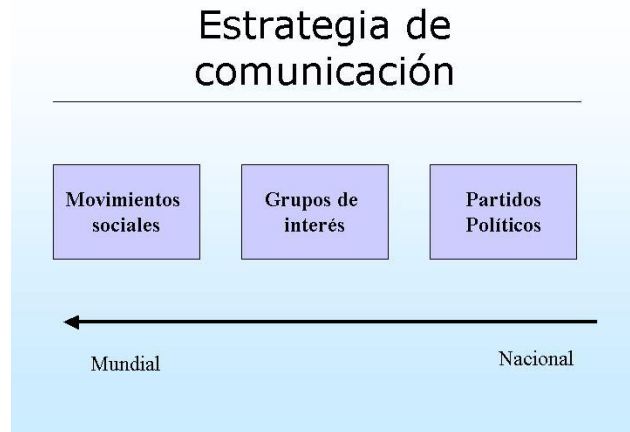 Estrategia de
comunicación
Movimientos
sociales
Grupos de
interés
Partidos
Políticos
Mundial
Nacional